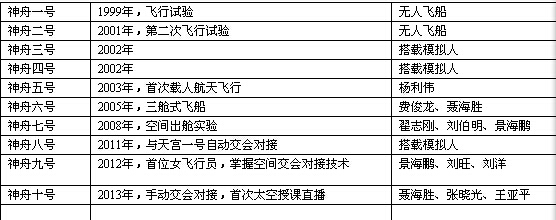 神舟一号 1999年，飞行试验 无人飞船
神舟二号 2001年，第二次飞行试验 无人飞船
神舟三号 2002年 搭载模拟人
神舟四号 2002年 搭载模拟人
神舟五号 2003年，首次载人航天飞行 杨利伟
神舟六号 2005年，三舱式飞船 费俊龙、聂海胜
神舟七号 2008年，空间出舱实验 翟志刚、刘伯明、景海鹏
神舟八号 2011年，与天宫一号自动交会对接 搭载模拟人
神舟九号 2012年，首位女飞行员，掌握空间交会对接技术 景海鹏、刘旺、刘洋
神舟十号 2013年，手动交会对接，首次太空授课直播 聂海胜、张晓光、王亚平